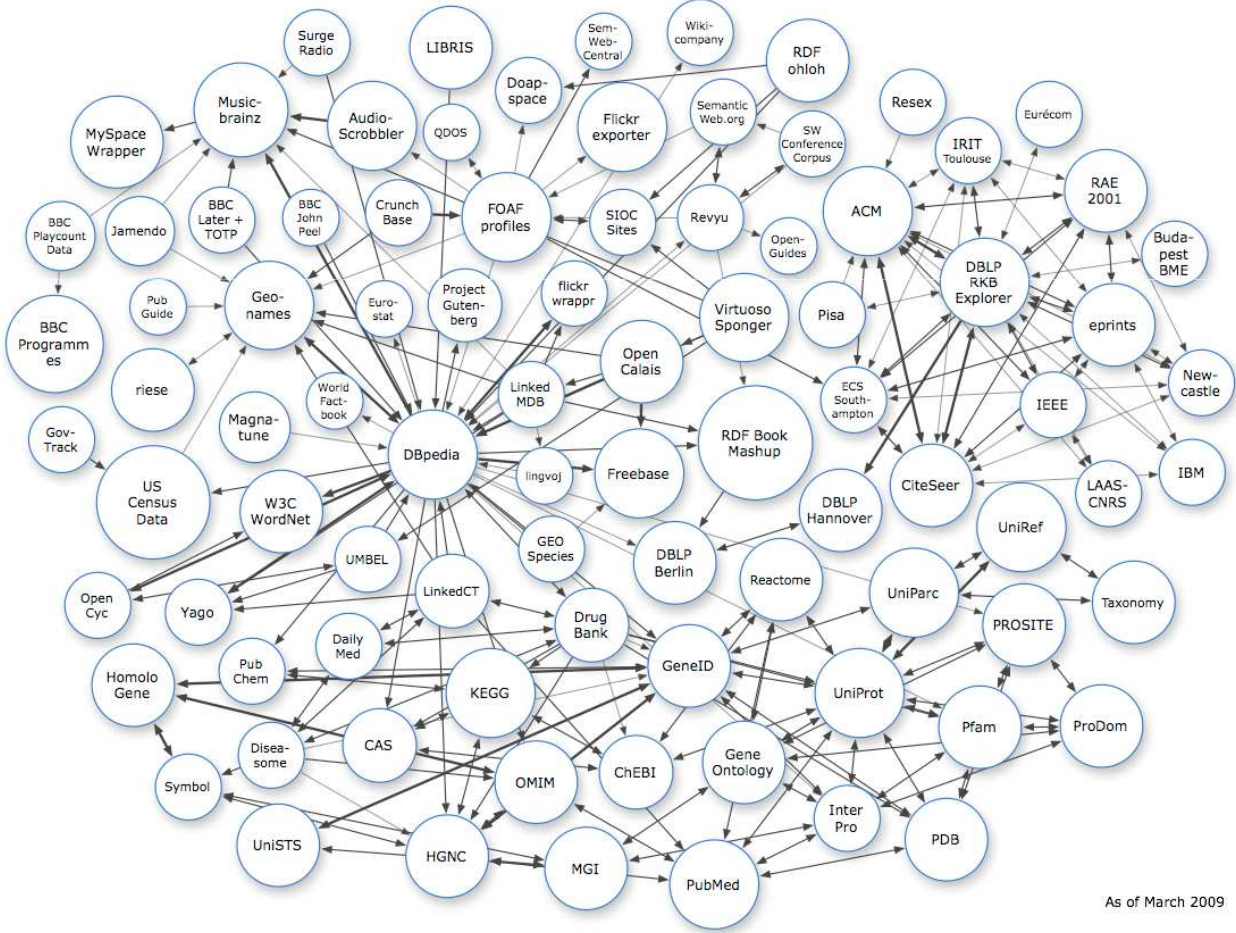 Surge
Radio
LIBRIS
Sem-
Web-
Central
Wiki-
company
RDF
ohloh
Doap-
space
Music-
brainz
MySpace
Wrapper
Audio-
Scrobbler
QDOS
Flickr
exporter
Semantic
Web.org
SW
Conference
Corpus
Resex
Eurécom
IRIT
Toulouse
RAE
2001
ACM
BBC
Playcount
Data
Jamendo
BBC
Later +
TOTP
BBC
John
Peel
Crunch
Base
FOAF
profiles
SIOC
Sites
Revyu
Open-
Guides
DBLP
RKB
Explorer
Buda-
pest
BME
Pub
Guide
Geo-
names
Euro-
stat
Project
Guten-
berg
flickr
wrappr
Virtuoso
Sponger
Pisa
eprints
BBC
Programm
es
riese
World
Fact-
book
Linked
MDB
Open
Calais
ECS
South-
ampton
IEEE
New-
castle
Gov-
Track
Magna-
tune
DBpedia
lingvoj
Freebase
RDF Book
Mashup
CiteSeer
LAAS-
CNRS
IBM
US
Census
Data
W3C
WordNet
DBLP
Hannover
UniRef
UMBEL
GEO
Species
DBLP
Berlin
Reactome
UniParc
Taxonomy
Open
Cyc
Yago
LinkedCT
Drug
Bank
PROSITE
Homolo
Gene
Pub
Chem
Daily
Med
KEGG
GeneID
UniProt
Pfam
ProDom
Disea-
some
CAS
OMIM
ChEBI
Gene
Ontology
Symbol
Inter
Pro
PDB
UniSTS
HGNC
MGI
PubMed
As of March 2009